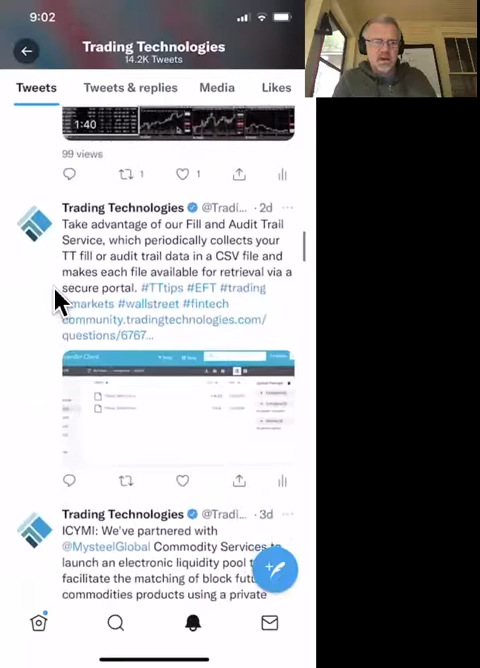 9:02
Trading Technologies
14.2K Tweets
Tweets
Tweets & replies
Media
Likes
1:40
99 views
1
1
Trading Technologies @Tradi... · 2d
Take advantage of our Fill and Audit Trail
Service, which periodically collects your
TT fill or audit trail data in a CSV file and
makes each file available for retrieval via a
secure portal. #TTtips #EFT #trading
#markets #wallstreet #fintech
community.tradingtechnologies.com/
questions/6767...
Trading Technologies @Tradi... · 3d
ICYMI: We've partnered with
@MysteelGlobal Commodity Services to
launch an electronic liquidity pool
facilitate the matching of block
commodities products using a private